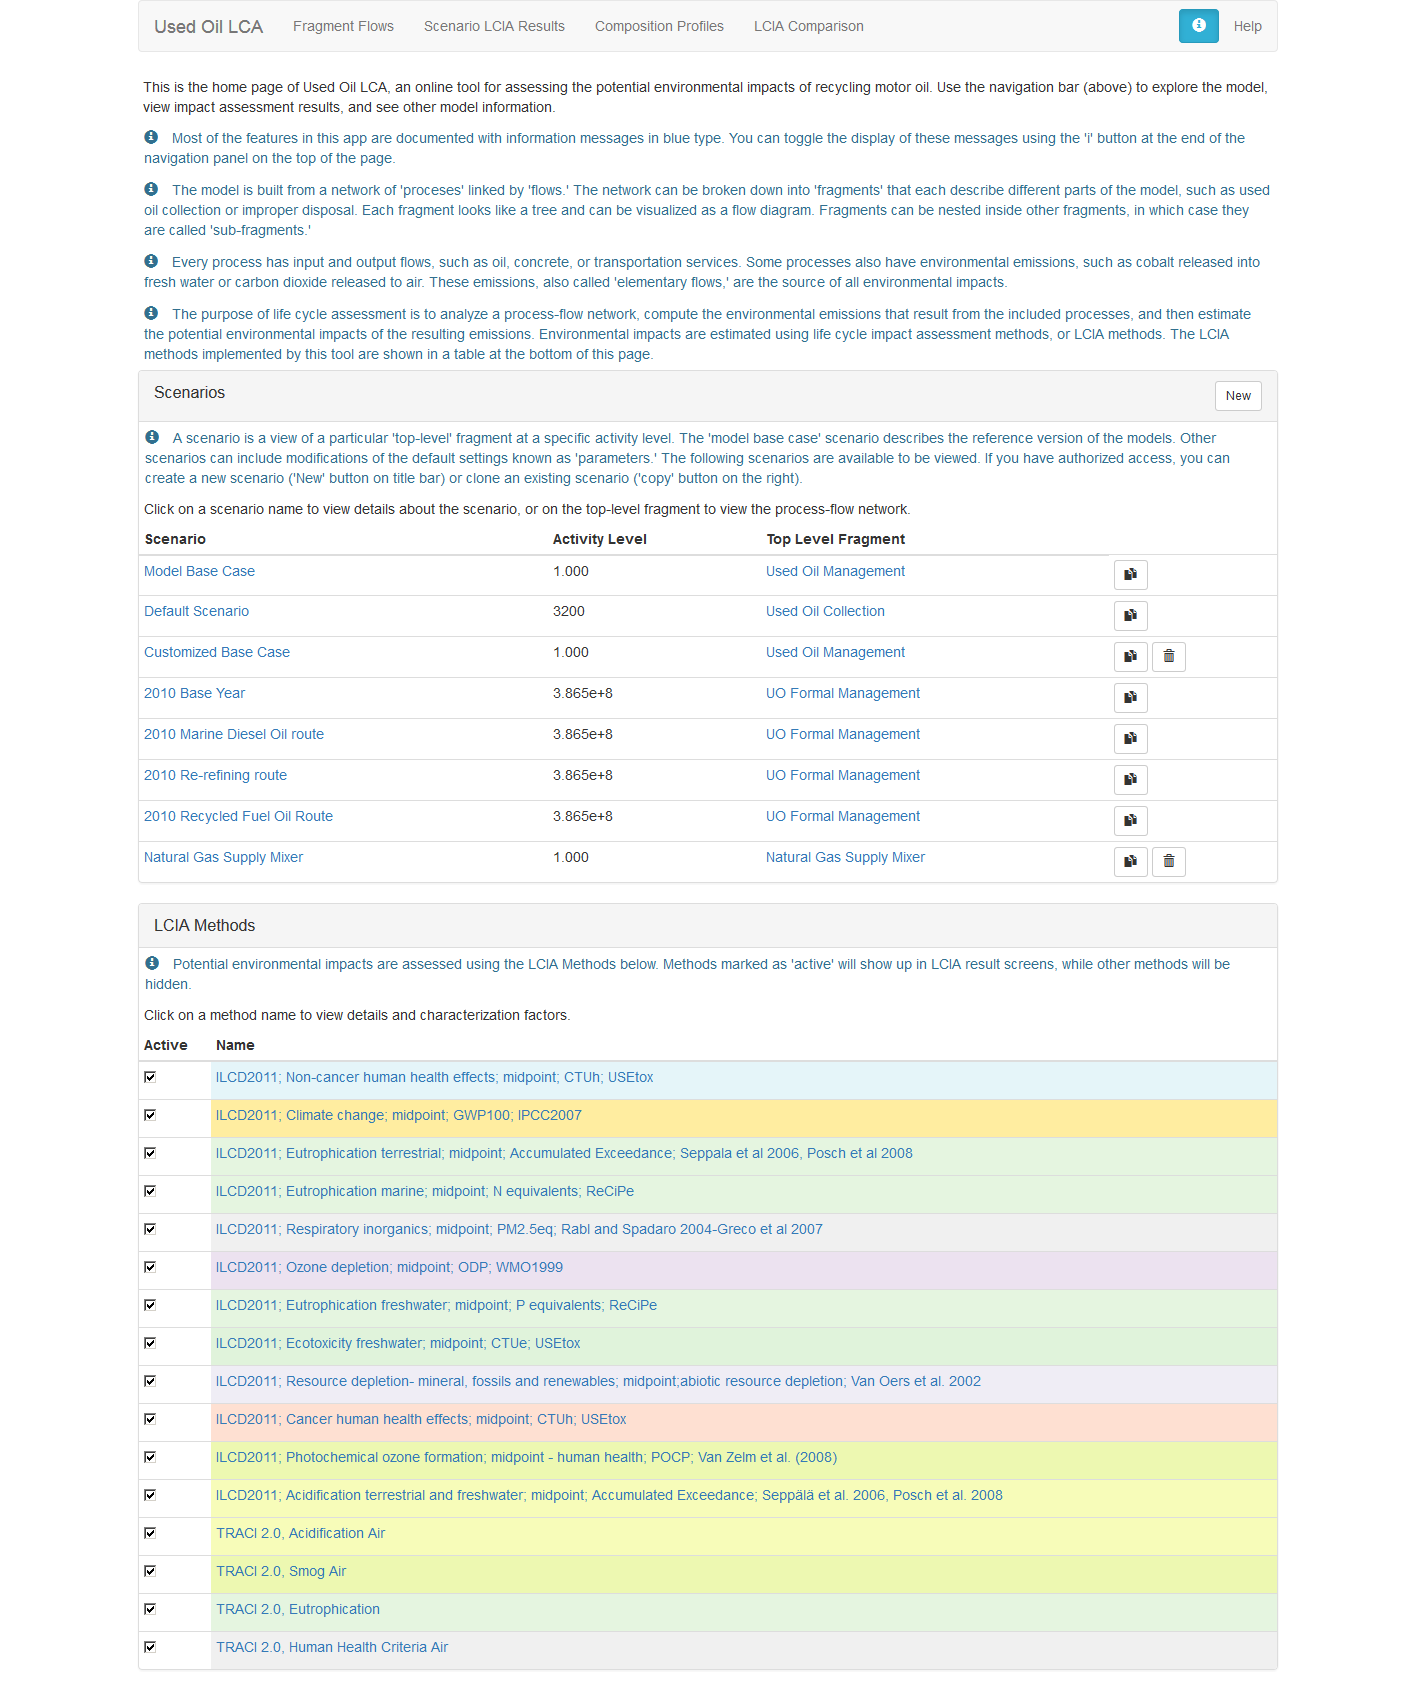 Used Oil LCA Fragment Flows Scenario LCIA Results Composition Profiles LCIA Comparison Help
This is the home page of Used Oil LCA, an online tool for assessing the potential environmental impacts of recycling motor oil. Use the navigation bar (above) to explore the model,
view impact assessment results, and see other model information.
Most of the features in this app are documented with information messages in blue type. You can toggle the display of these messages using the 'i' button at the end of the
navigation panel on the top of the page.
The model is built from a network of 'proceses' linked by 'flows.' The network can be broken down into 'fragments' that each describe different parts of the model, such as used
oil collection or improper disposal. Each fragment looks like a tree and can be visualized as a flow diagram. Fragments can be nested inside other fragments, in which case they
are called 'sub-fragments.'
Every process has input and output flows, such as oil, concrete, or transportation services. Some processes also have environmental emissions, such as cobalt released into
fresh water or carbon dioxide released to air. These emissions, also called 'elementary flows,' are the source of all environmental impacts.
The purpose of life cycle assessment is to analyze a process-flow network, compute the environmental emissions that result from the included processes, and then estimate
the potential environmental impacts of the resulting emissions. Environmental impacts are estimated using life cycle impact assessment methods, or LCIA methods. The LCIA
methods implemented by this tool are shown in a table at the bottom of this page.
Scenarios New
A scenario is a view of a particular 'top-level' fragment at a specific activity level. The 'model base case' scenario describes the reference version of the models. Other
scenarios can include modifications of the default settings known as 'parameters.' The following scenarios are available to be viewed. If you have authorized access, you can
create a new scenario ('New' button on title bar) or clone an existing scenario ('copy' button on the right).
Click on a scenario name to view details about the scenario, or on the top-level fragment to view the process-flow network.
Scenario Activity Level Top Level Fragment
Model Base Case 1.000 Used Oil Management
Default Scenario 3200 Used Oil Collection
Customized Base Case 1.000 Used Oil Management
2010 Base Year 3.865e+8 UO Formal Management
2010 Marine Diesel Oil route 3.865e+8 UO Formal Management
2010 Re-refining route 3.865e+8 UO Formal Management
2010 Recycled Fuel Oil Route 3.865e+8 UO Formal Management
Natural Gas Supply Mixer 1.000 Natural Gas Supply Mixer
LCIA Methods
Potential environmental impacts are assessed using the LCIA Methods below. Methods marked as 'active' will show up in LCIA result screens, while other methods will be
hidden.
Click on a method name to view details and characterization factors.
Active Name
ILCD2011; Non-cancer human health effects; midpoint; CTUh; USEtox
ILCD2011; Climate change; midpoint; GWP100; IPCC2007
ILCD2011; Eutrophication terrestrial; midpoint; Accumulated Exceedance; Seppala et al 2006, Posch et al 2008
ILCD2011; Eutrophication marine; midpoint; N equivalents; ReCiPe
ILCD2011; Respiratory inorganics; midpoint; PM2.5eq; Rabl and Spadaro 2004-Greco et al 2007
ILCD2011; Ozone depletion; midpoint; ODP; WMO1999
ILCD2011; Eutrophication freshwater; midpoint; P equivalents; ReCiPe
ILCD2011; Ecotoxicity freshwater; midpoint; CTUe; USEtox
ILCD2011; Resource depletion- mineral, fossils and renewables; midpoint;abiotic resource depletion; Van Oers et al. 2002
ILCD2011; Cancer human health effects; midpoint; CTUh; USEtox
ILCD2011; Photochemical ozone formation; midpoint - human health; POCP; Van Zelm et al. (2008)
ILCD2011; Acidification terrestrial and freshwater; midpoint; Accumulated Exceedance; Seppälä et al. 2006, Posch et al. 2008
TRACI 2.0, Acidification Air
TRACI 2.0, Smog Air
TRACI 2.0, Eutrophication
TRACI 2.0, Human Health Criteria Air